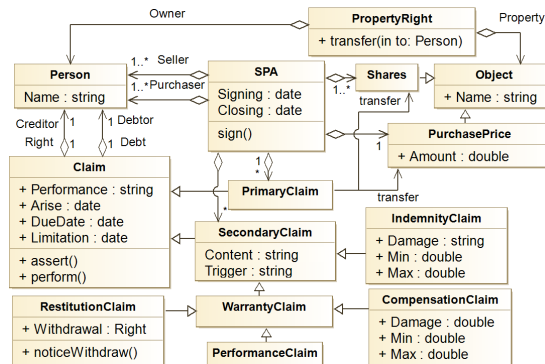 Owner
PropertyRight
Property
+ transfer(in to: Person)
Person
Name : string
1..*
Seller
1..*
Purchaser
SPA
Signing : date
Closing : date
sign()
1..*
Shares
transfer
Object
+ Name : string
PurchasePrice
+ Amount : double
1
Creditor
1
1
Debtor
Right
1
1
Debt
Claim
+ Performance : string
+ Arise : date
+ DueDate : date
+ Limitation : date
+ assert()
+ perform()
1
*
PrimaryClaim
transfer
*
SecondaryClaim
Content : string
Trigger : string
IndemnityClaim
+ Damage : string
+ Min : double
+ Max : double
RestitutionClaim
+ Withdrawal : Right
+ noticeWithdraw()
WarrantyClaim
CompensationClaim
+ Damage : double
+ Min : double
+ Max : double
PerformanceClaim